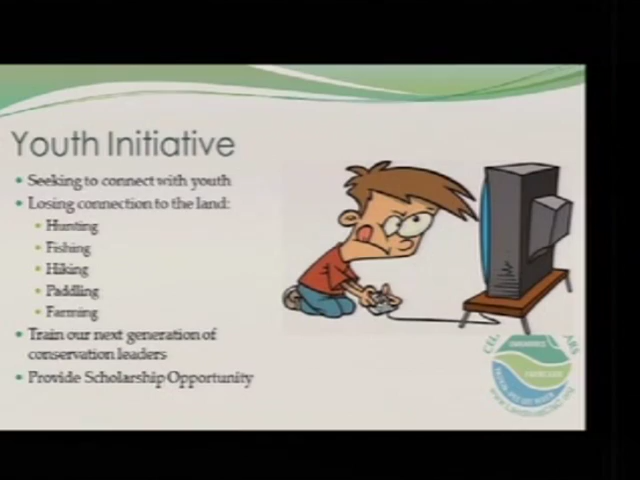 Youth Initiative
• Seeking to connect with youth
• Losing connection to the land:
• Hunting
• Fishing
• Hiking
• Paddling
• Farming
• Train our next generation of
conservation leaders
• Provide Scholarship Opportunity